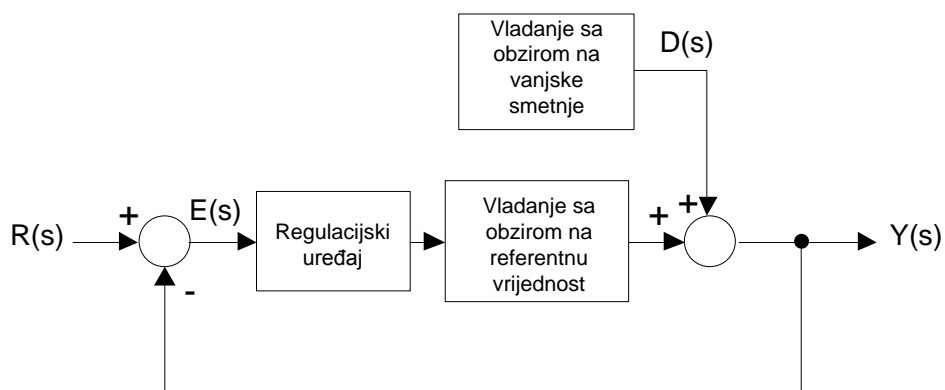 Vladanje sa
obzirom na
vanjske
smetnje
D(s)
+
+
R(s)
+
-
E(s)
Regulacijski
uređaj
Vladanje sa
obzirom na
referentnu
vrijednost
Y(s)